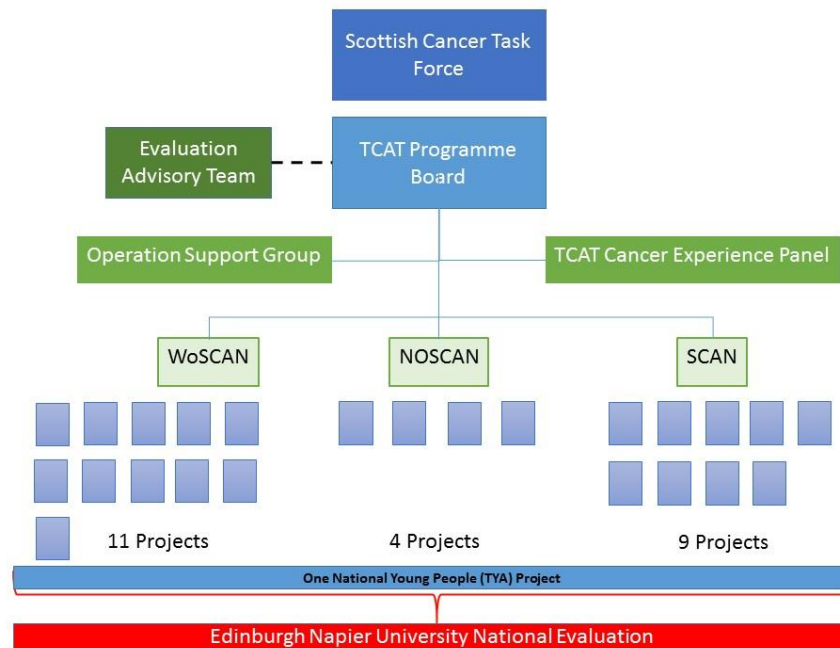 Scottish Cancer Task
Force
Evaluation
Advisory Team
TCAT Programme
Board
Operation Support Group
TCAT Cancer Experience Panel
WoSCAN
NOSCAN
SCAN
11 Projects
4 Projects
9 Projects
One National Young People (TYA) Project
Edinburgh Napier University National Evaluation